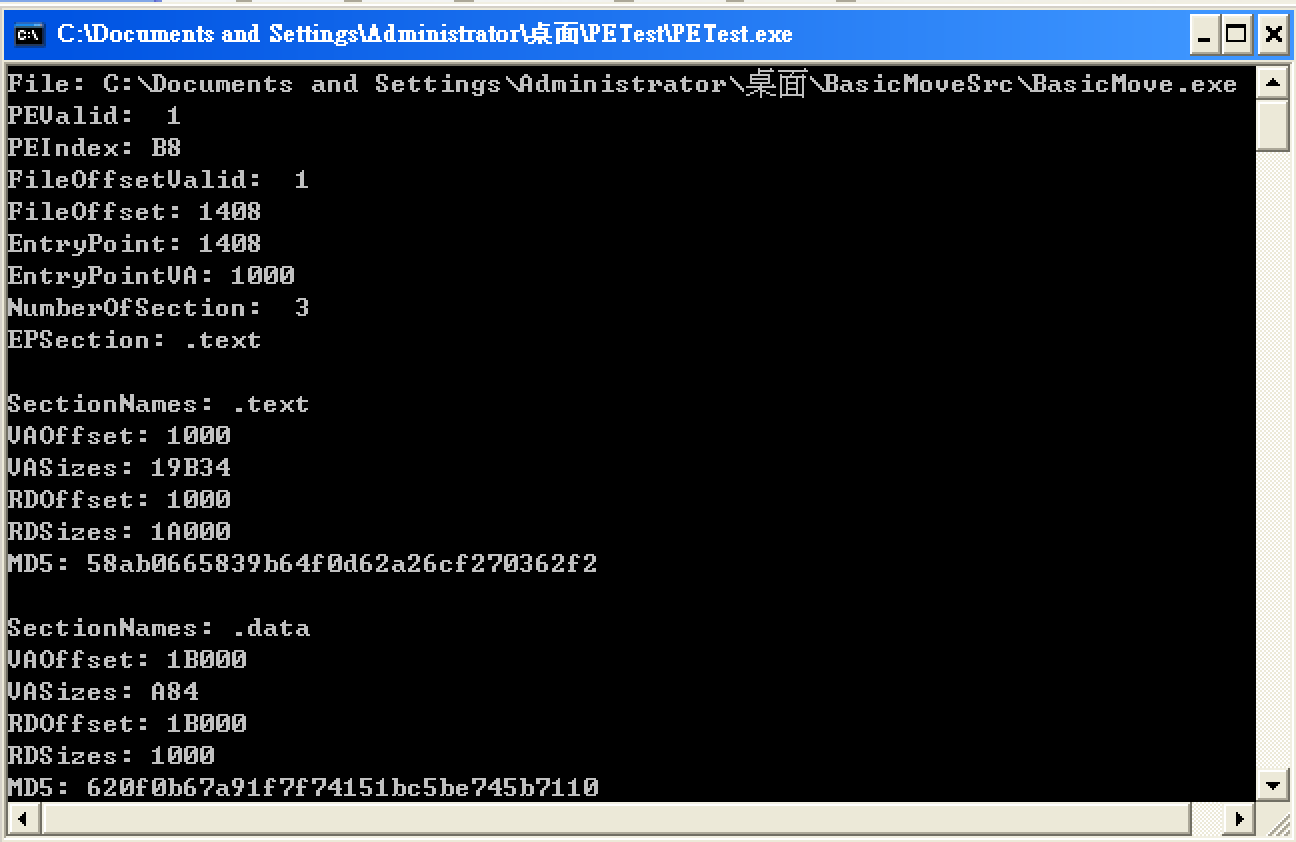 C:\Documents and Settings\Administrator\桌面\PETest\PETest.exe
File: C:\Documents and Settings\Administrator\桌面\BasicMoveSrc\BasicMove.exe
PEValid:  1
PEIndex: B8
FileOffsetValid:  1
FileOffset: 1408
EntryPoint: 1408
EntryPointVA: 1000
NumberOfSection:  3
EPSection: .text

SectionNames: .text
VAOffset: 1000
VASizes: 19B34
RDOffset: 1000
RDSizes: 1A000
MD5: 58ab0665839b64f0d62a26cf270362f2

SectionNames: .data
VAOffset: 1B000
VASizes: A84
RDOffset: 1B000
RDSizes: 1000
MD5: 620f0b67a91f7f74151bc5be745b7110